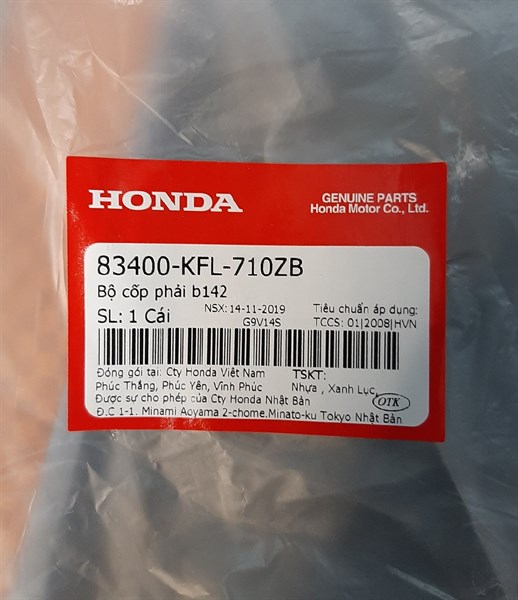 HONDA
GENUINE PARTS
Honda Motor Co., Ltd.
83400-KFL-710ZB
Bộ cốp phải b142
SL: 1 Cái
NSX: 14-11-2019
G9V14S
Tiêu chuẩn áp dụng:
TCCS: 01|2008|HVN
Đóng gói tại: Cty Honda Việt Nam
Phúc Thắng, Phúc Yên, Vĩnh Phúc
Được sự cho phép của Cty Honda Nhật Bản
Đ.C 1-1. Minami Aoyama 2-chome.Minato-ku Tokyo Nhật Bản
TSKT:
Nhựa , Xanh Lục,
OTK